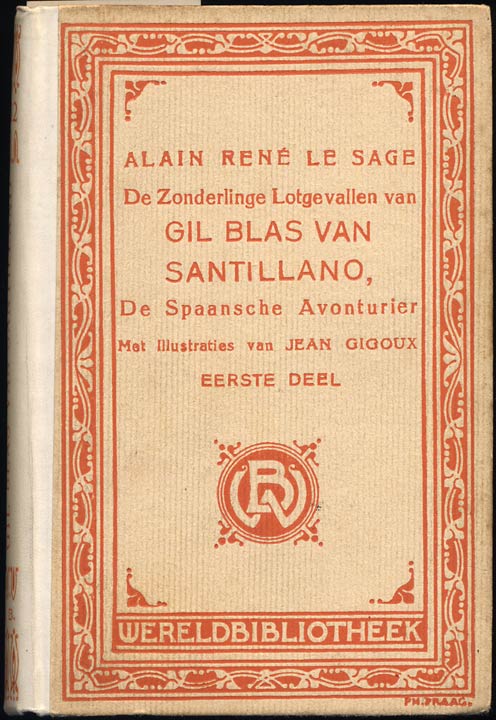 ALAIN RENÉ LE SAGE
De Zonderlinge Lotgevallen van
GIL BLAS VAN
SANTILLANO,
De Spaansche Avonturier
Met Illustraties van JEAN GIGOUX
EERSTE DEEL
WB
WERELDBIBLIOTHEEK
PH. PRAAG.